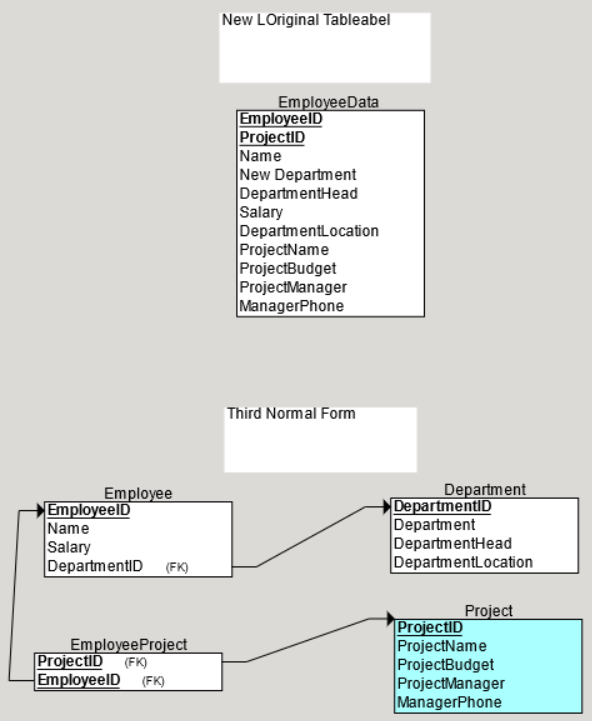 New LOriginal Tableabel
EmployeeData
EmployeeID
ProjectID
Name
New Department
DepartmentHead
Salary
DepartmentLocation
ProjectName
ProjectBudget
ProjectManager
ManagerPhone
Third Normal Form
Employee
EmployeeID
Name
Salary
DepartmentID (FK)
Department
DepartmentID
Department
DepartmentHead
DepartmentLocation
EmployeeProject
ProjectID (FK)
EmployeeID (FK)
Project
ProjectID
ProjectName
ProjectBudget
ProjectManager
ManagerPhone